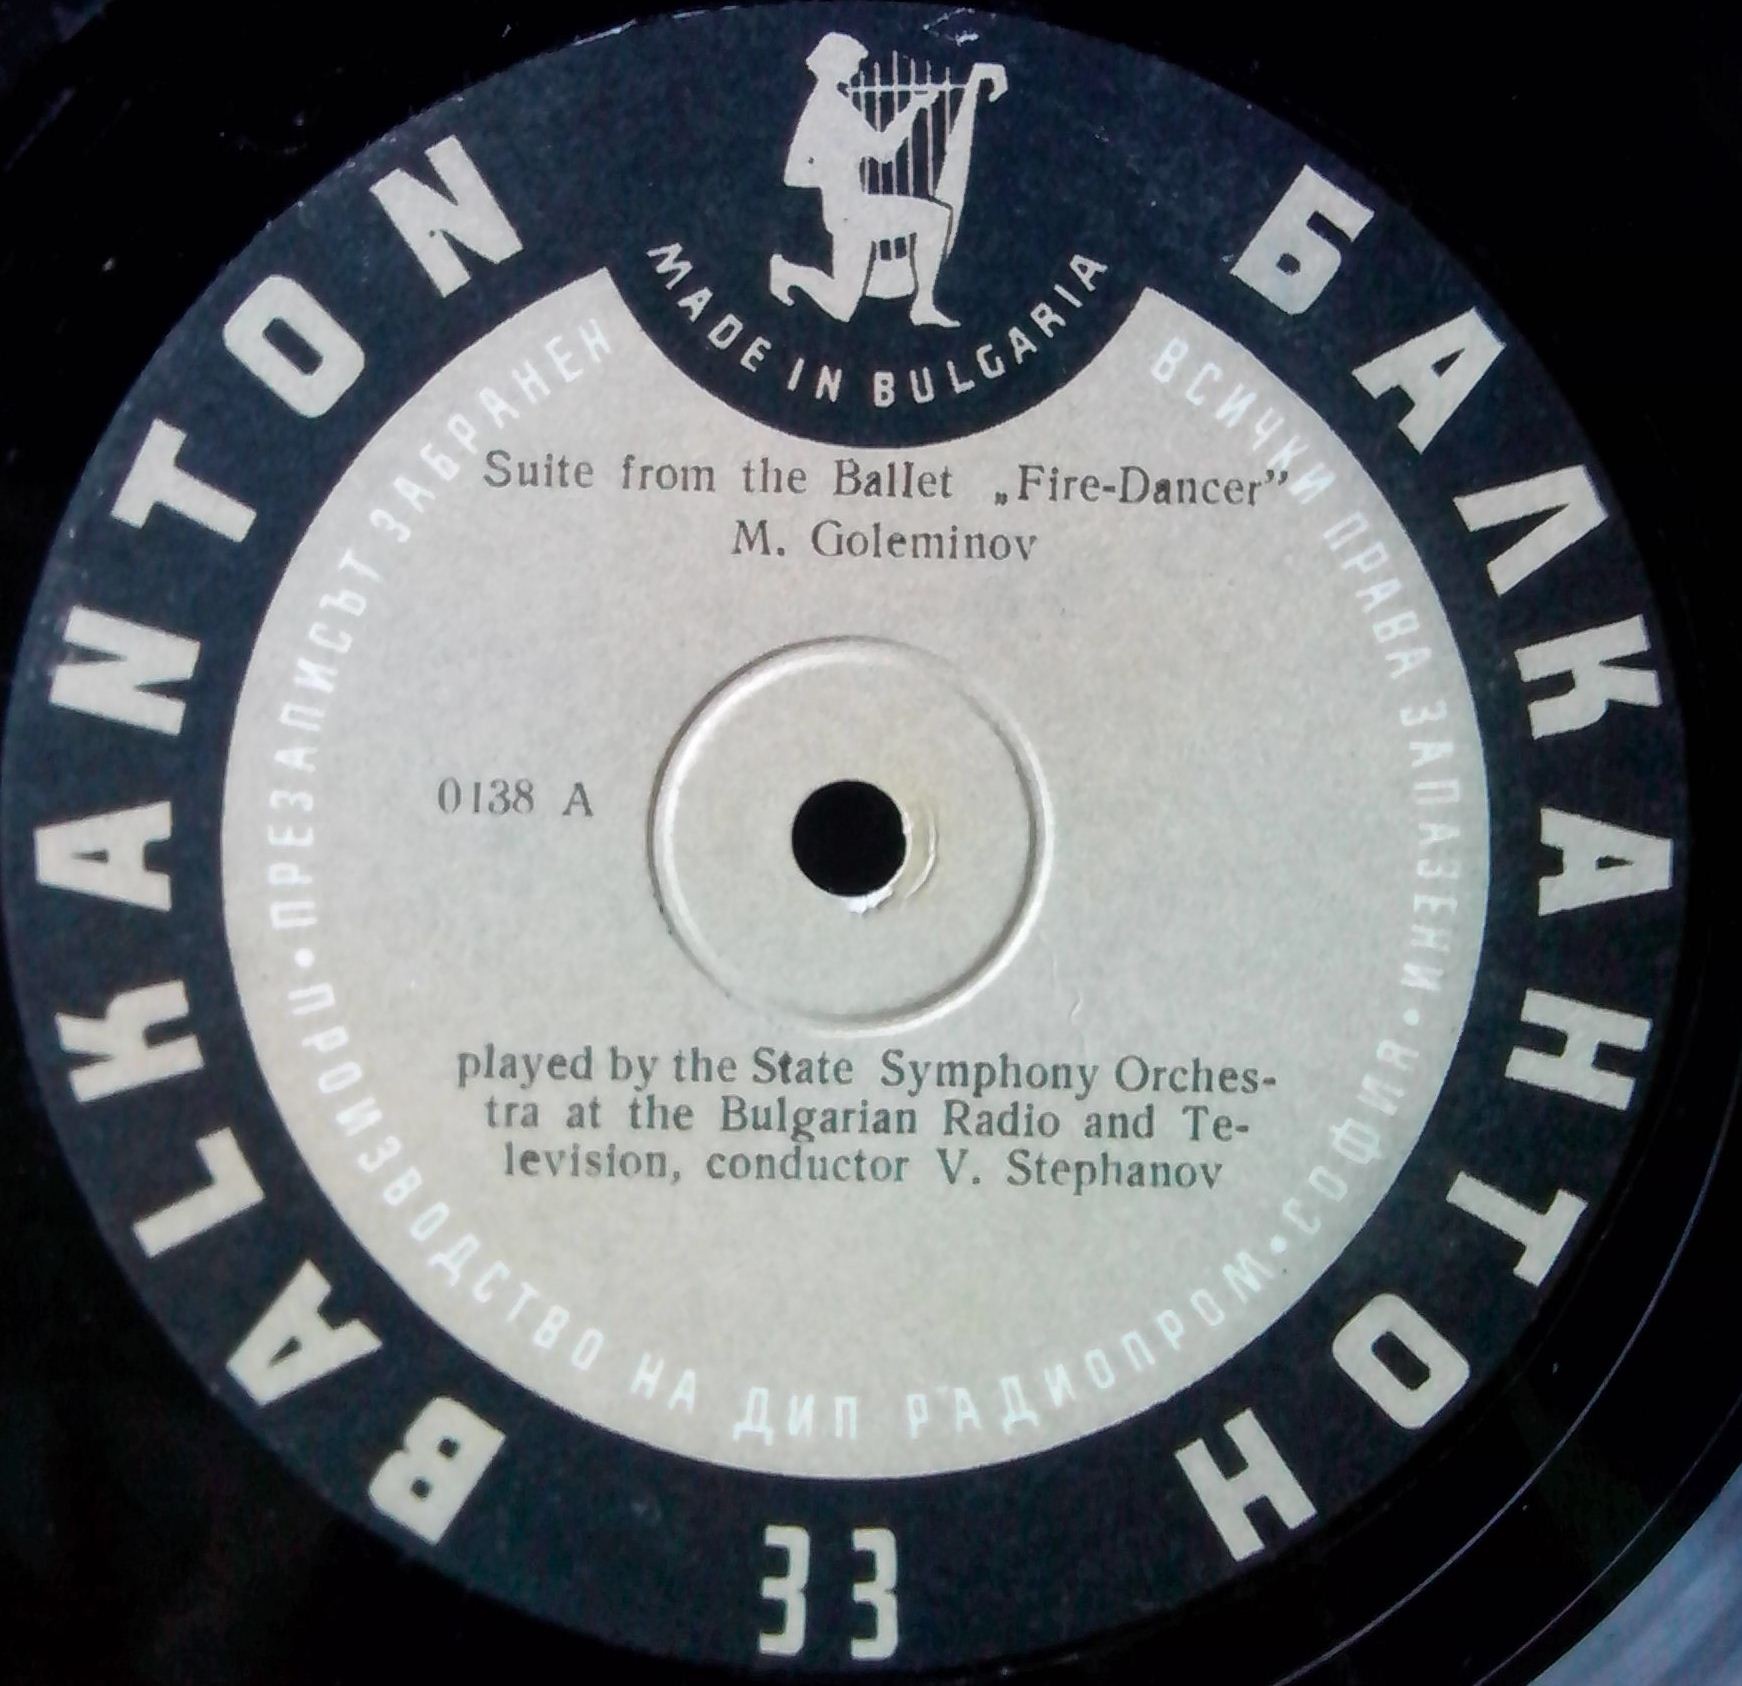 BALKANTON
БАЛКАНТОН
MADE IN BULGARIA
ВСИЧКИ ПРАВА ЗАПАЗЕНИ • СОФИЯ •
ПРОИЗВОДСТВО НА ДИП РАДИОПРОМ •
ПРЕЗАПИСЪТ ЗАБРАНЕН
Suite from the Ballet „Fire-Dancer”
M. Goleminov
0138 A
played by the State Symphony Orches-
tra at the Bulgarian Radio and Te-
levision, conductor V. Stephanov
33